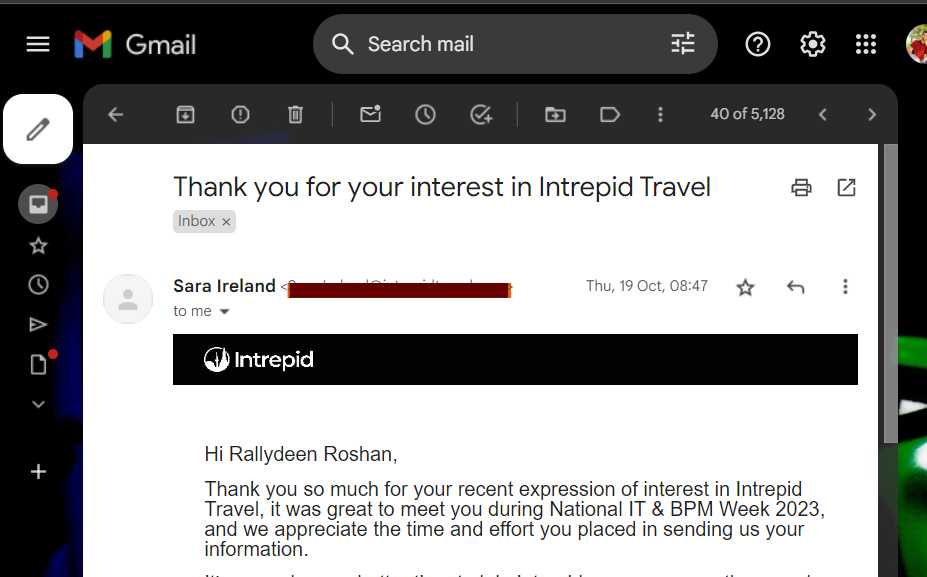 Gmail
Search mail
40 of 5,128
Thank you for your interest in Intrepid Travel
Inbox ×
Sara Ireland
Thu, 19 Oct, 08:47
to me
Intrepid
Hi Rallydeen Roshan,
Thank you so much for your recent expression of interest in Intrepid
Travel, it was great to meet you during National IT & BPM Week 2023,
and we appreciate the time and effort you placed in sending us your
information.